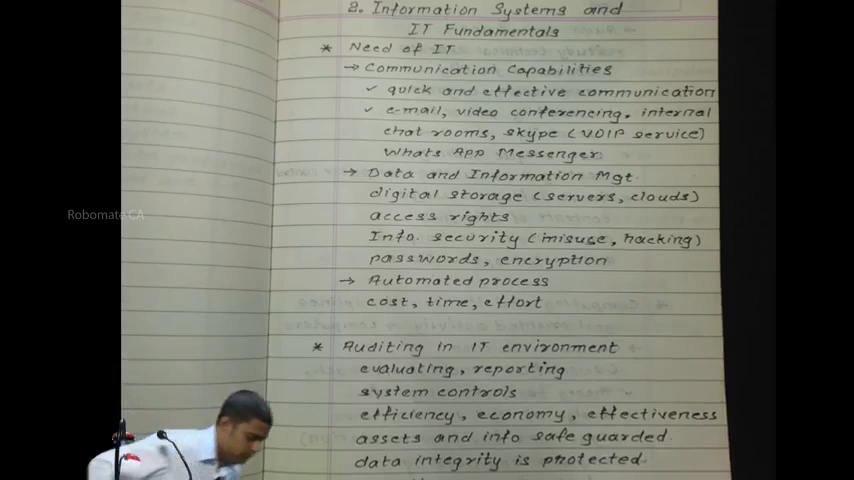 2. Information Systems and
IT Fundamentals
* Need of IT
→ Communication Capabilities
✓ quick and effective communication
✓ e-mail, video conferencing, internal
chat rooms, skype (VOIP service)
Whats App Messenger
→ Data and Information Mgt.
digital storage (servers, clouds)
access rights
Info. security (misuse, hacking)
passwords, encryption
→ Automated process
cost, time, effort
* Auditing in IT environment
evaluating, reporting
system controls
efficiency, economy, effectiveness
assets and info safe guarded
data integrity is protected
Robomate CA